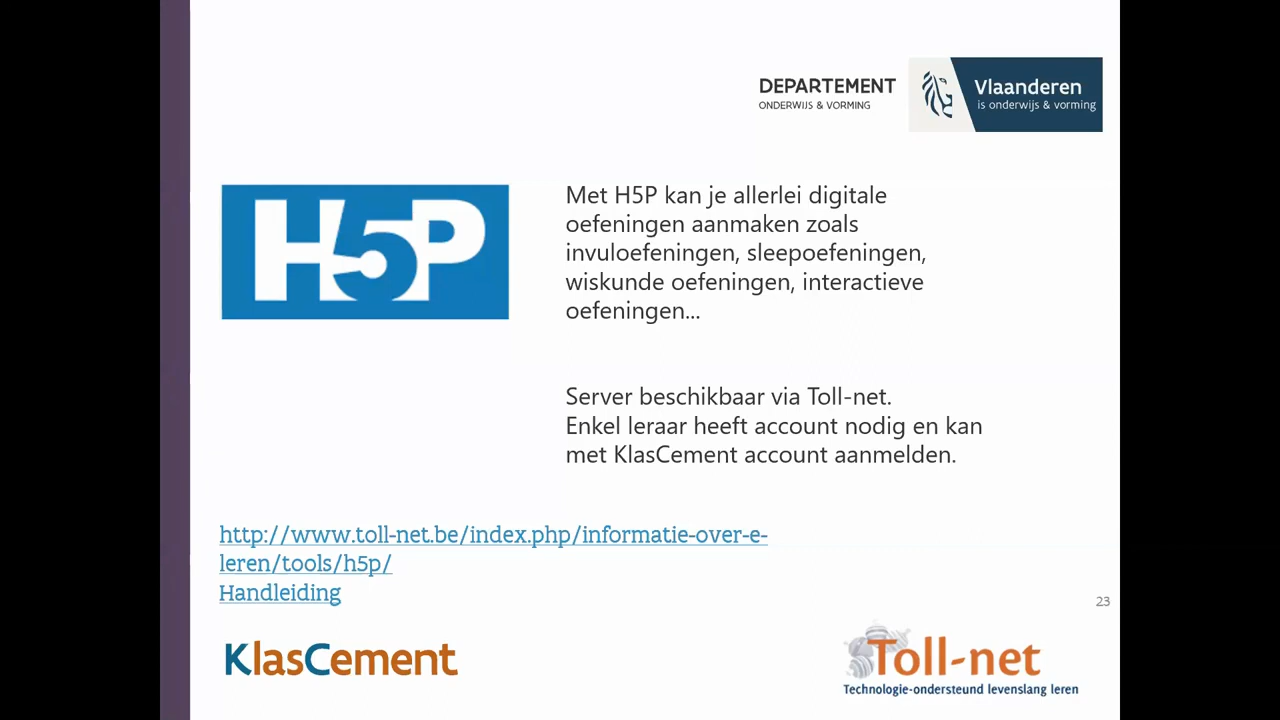 DEPARTEMENT
ONDERWIJS & VORMING
Vlaanderen
is onderwijs & vorming
H5P
Met H5P kan je allerlei digitale
oefeningen aanmaken zoals
invuloefeningen, sleepoefeningen,
wiskunde oefeningen, interactieve
oefeningen...
Server beschikbaar via Toll-net.
Enkel leraar heeft account nodig en kan
met KlasCement account aanmelden.
http://www.toll-net.be/index.php/informatie-over-e-
leren/tools/h5p/
Handleiding
23
KlasCement
Toll-net
Technologie-ondersteund levenslang leren